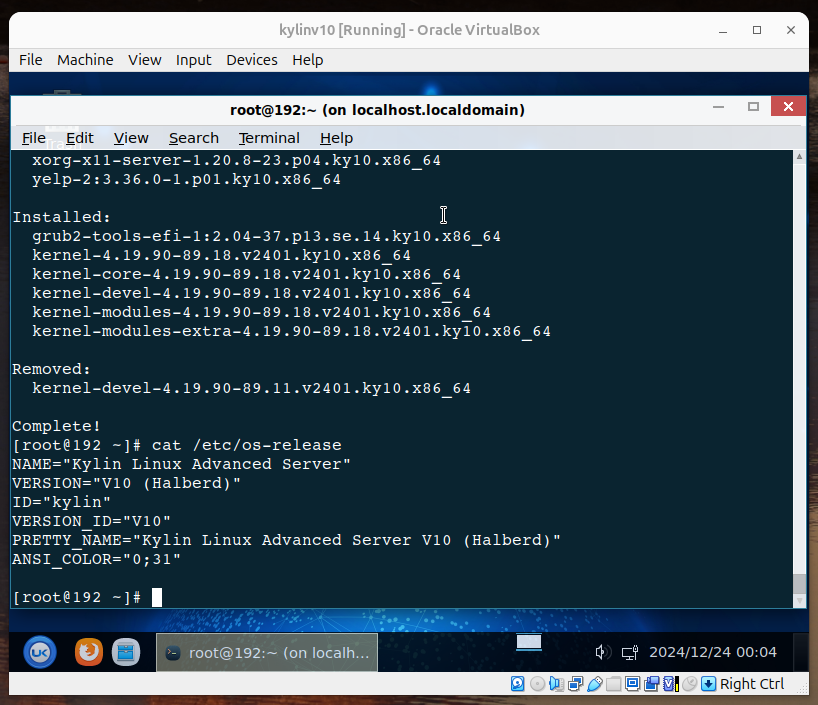 kylinv10 [Running] - Oracle VirtualBox
File Machine View Input Devices Help
root@192:~ (on localhost.localdomain)
File Edit View Search Terminal Help
xorg-x11-server-1.20.8-23.p04.ky10.x86_64
yelp-2:3.36.0-1.p01.ky10.x86_64
Installed:
grub2-tools-efi-1:2.04-37.p13.se.14.ky10.x86_64
kernel-4.19.90-89.18.v2401.ky10.x86_64
kernel-core-4.19.90-89.18.v2401.ky10.x86_64
kernel-devel-4.19.90-89.18.v2401.ky10.x86_64
kernel-modules-4.19.90-89.18.v2401.ky10.x86_64
kernel-modules-extra-4.19.90-89.18.v2401.ky10.x86_64
Removed:
kernel-devel-4.19.90-89.11.v2401.ky10.x86_64
Complete!
[root@192 ~]# cat /etc/os-release
NAME="Kylin Linux Advanced Server"
VERSION="V10 (Halberd)"
ID="kylin"
VERSION_ID="V10"
PRETTY_NAME="Kylin Linux Advanced Server V10 (Halberd)"
ANSI_COLOR="0;31"
[root@192 ~]#
UK
root@192:~ (on localh...
2024/12/24 00:04
Right Ctrl